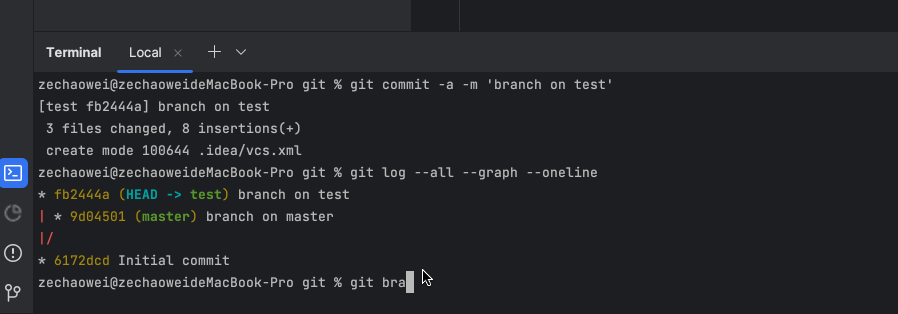 Terminal Local
zechaowei@zechaoweideMacBook-Pro git % git commit -a -m 'branch on test'
[test fb2444a] branch on test
 3 files changed, 8 insertions(+)
 create mode 100644 .idea/vcs.xml
zechaowei@zechaoweideMacBook-Pro git % git log --all --graph --oneline
* fb2444a (HEAD -> test) branch on test
| * 9d04501 (master) branch on master
|/
* 6172dcd Initial commit
zechaowei@zechaoweideMacBook-Pro git % git bra